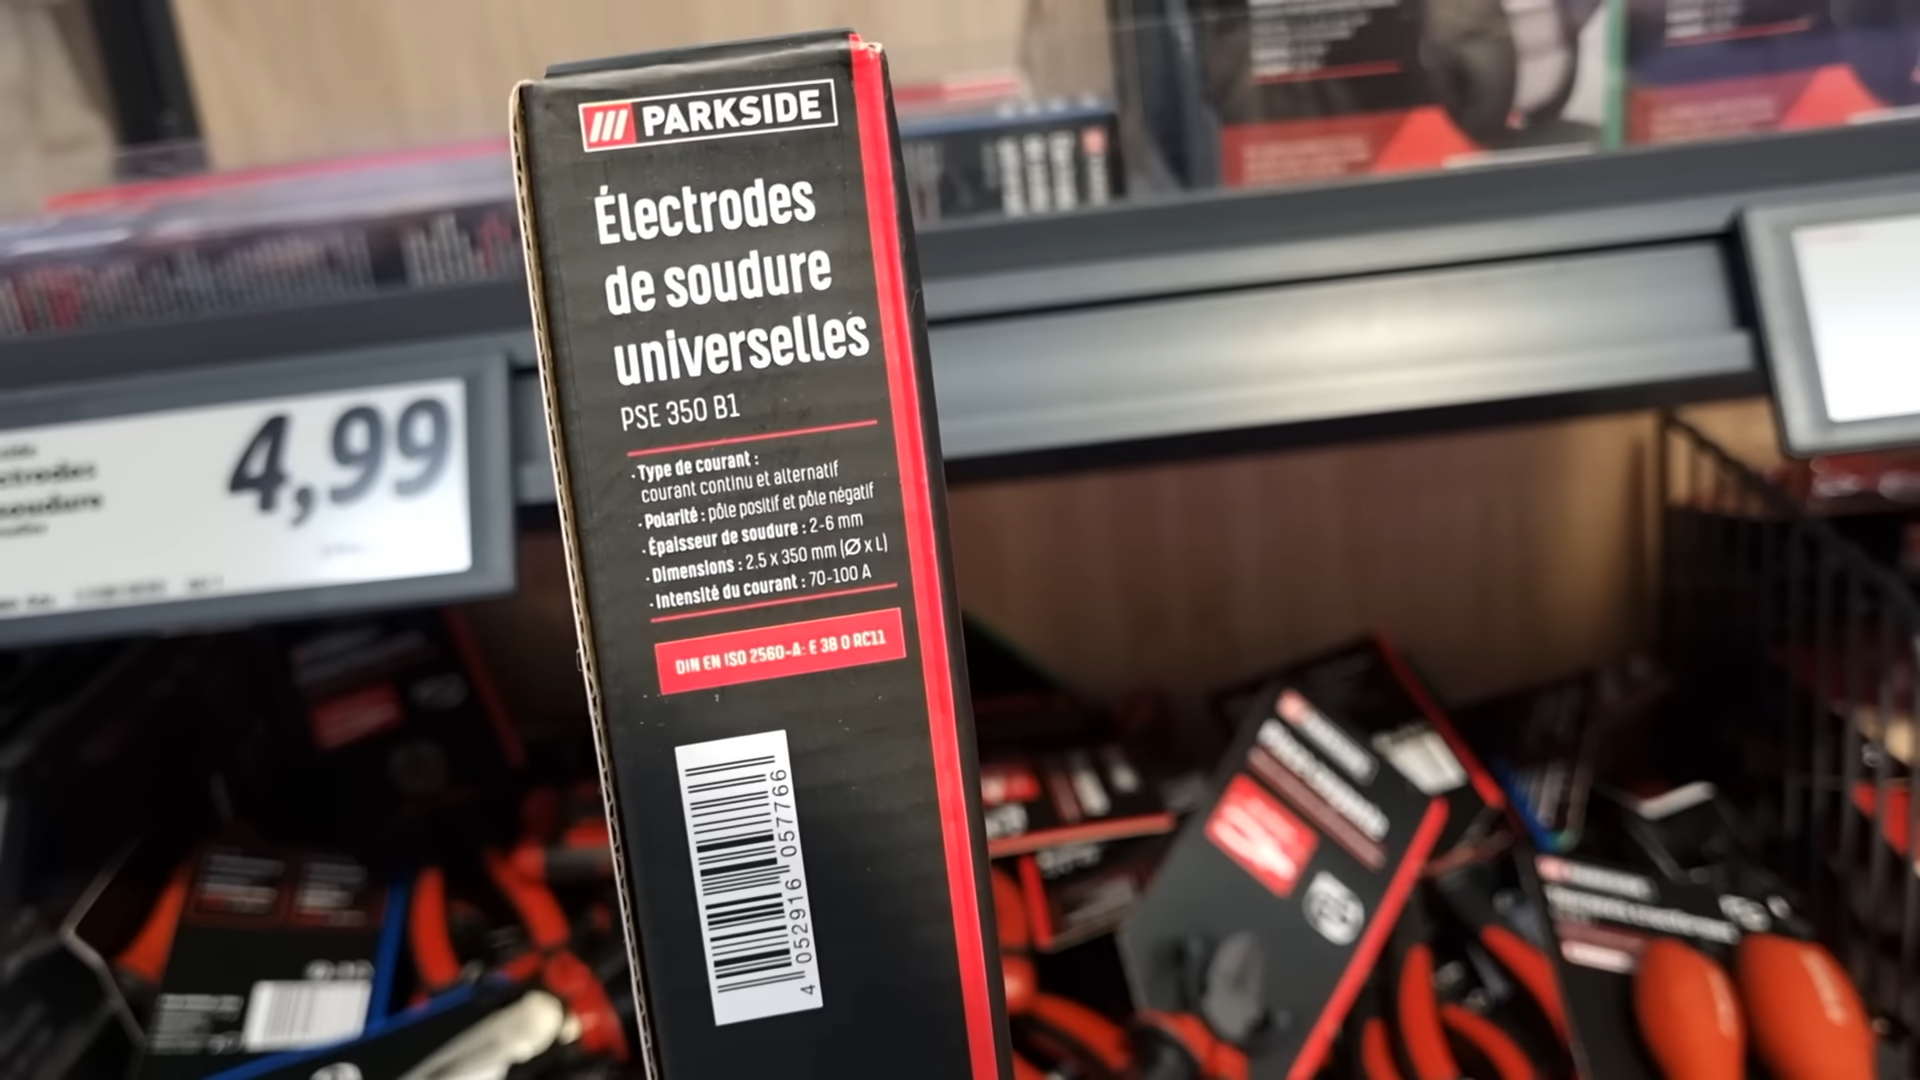 PARKSIDE
Électrodes
de soudure
universelles
PSE 350 B1
· Type de courant :
courant continu et alternatif
· Polarité : pôle positif et pôle négatif
· Épaisseur de soudure : 2-6 mm
· Dimensions : 2.5 x 350 mm (Ø x L)
· Intensité du courant : 70-100 A
DIN EN ISO 2560-A: E 38 0 RC11
4 052916 057766
4,99
ctrodes
soudure